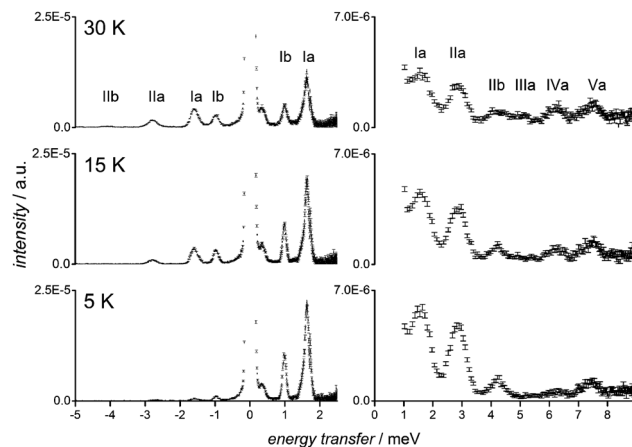 2.5E-5
30 K
Ib
Ia
IIb
IIa
Ia
Ib
0.0
7.0E-6
Ia
IIa
IIb
IIIa
IVa
Va
0.0
2.5E-5
15 K
0.0
7.0E-6
0.0
2.5E-5
5 K
0.0
7.0E-6
0.0
intensity / a.u.
-5 -4 -3 -2 -1 0 1 2
0 1 2 3 4 5 6 7 8
energy transfer / meV